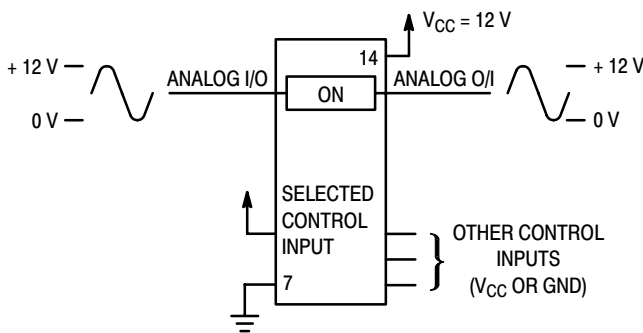 V_CC = 12 V
14
+ 12 V
ANALOG I/O
ON
ANALOG O/I
+ 12 V
0 V
0 V
SELECTED
CONTROL
INPUT
7
OTHER CONTROL
INPUTS
(V_CC OR GND)